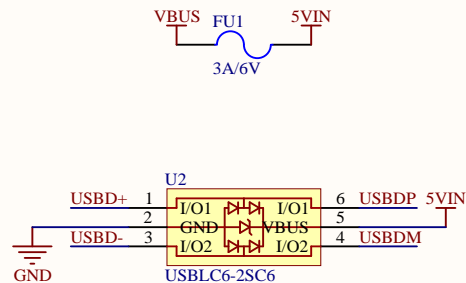 VBUS FU1 5VIN
3A/6V
U2
USBD+ 1 I/O1 I/O1 6 USBDP 5VIN
2 GND VBUS 5
USBD- 3 I/O2 I/O2 4 USBDM
GND USBLC6-2SC6